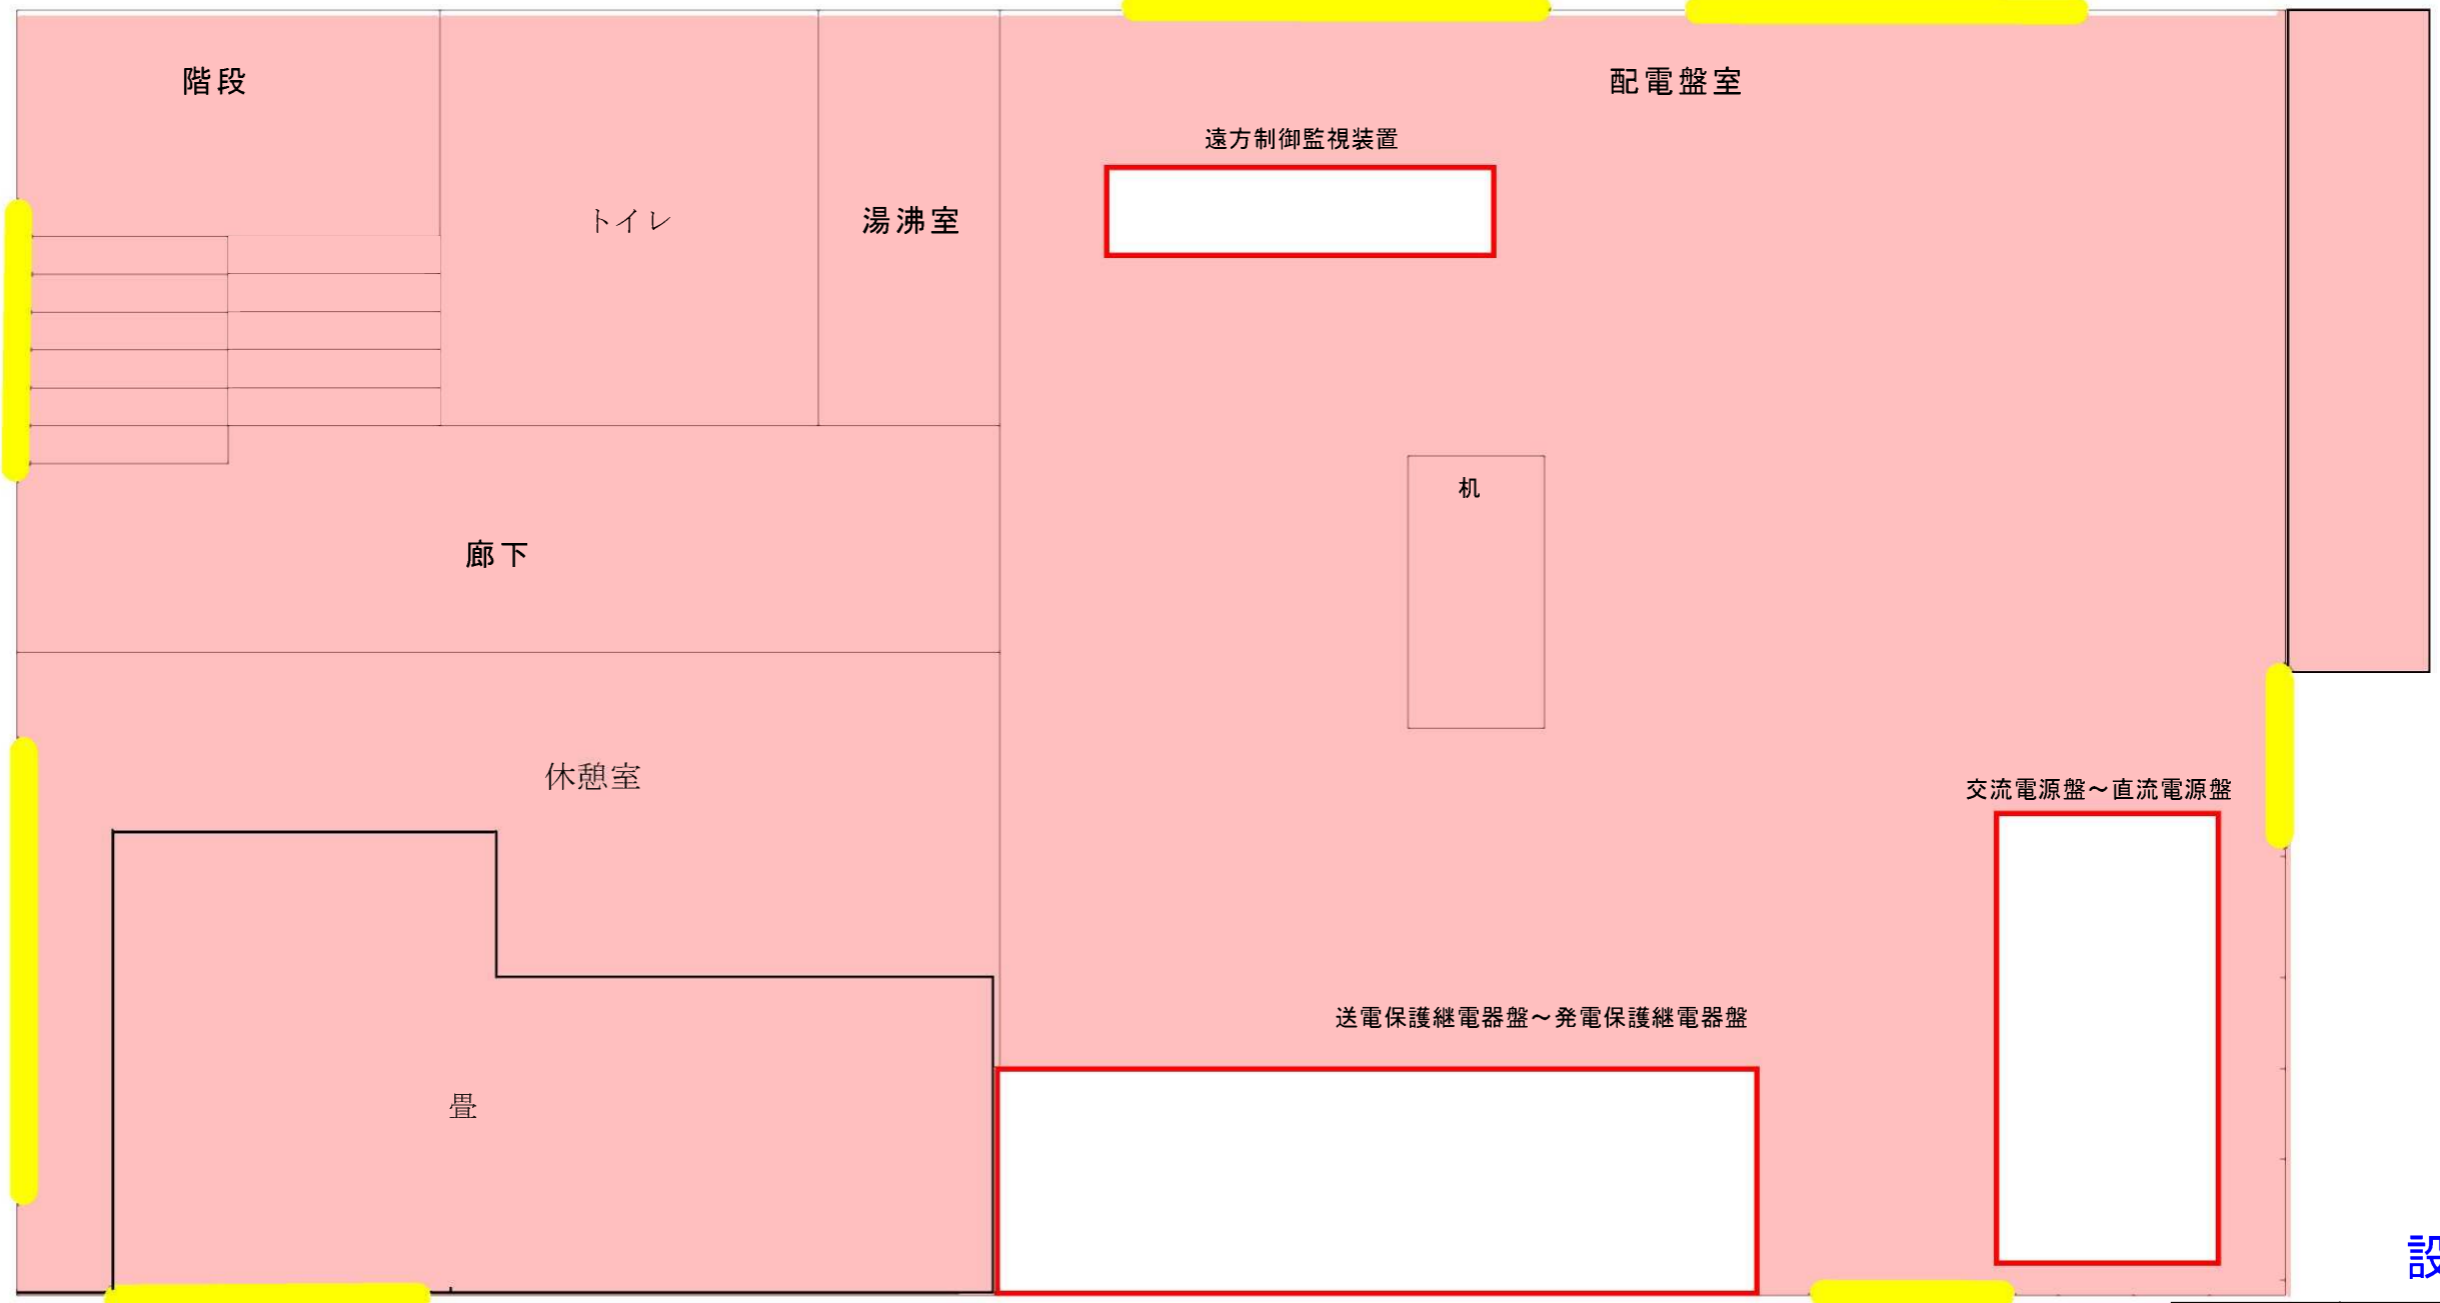 階段
配電盤室
遠方制御監視装置
トイレ
湯沸室
机
廊下
休憩室
交流電源盤～直流電源盤
送電保護継電器盤～発電保護継電器盤
畳
設